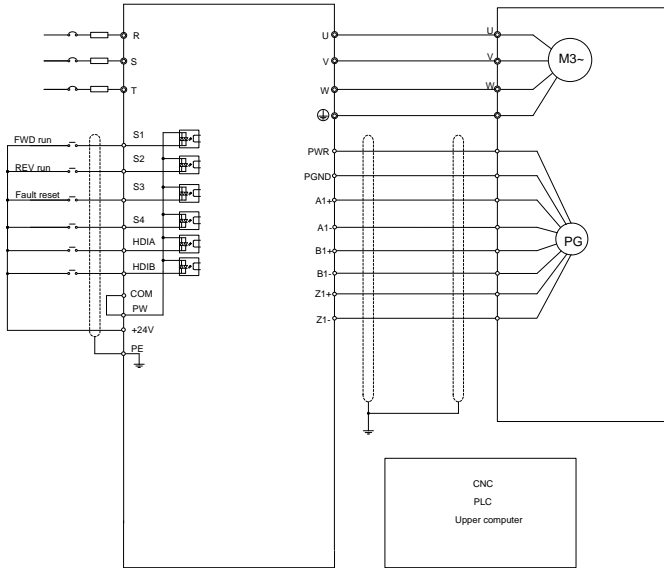 R
S
T
U
V
W
U
V
W
M3~
FWD run
REV run
Fault reset
S1
S2
S3
S4
HDIA
HDIB
COM
PW
+24V
PE
PWR
PGND
A1+
A1-
B1+
B1-
Z1+
Z1-
PG
CNC
PLC
Upper computer